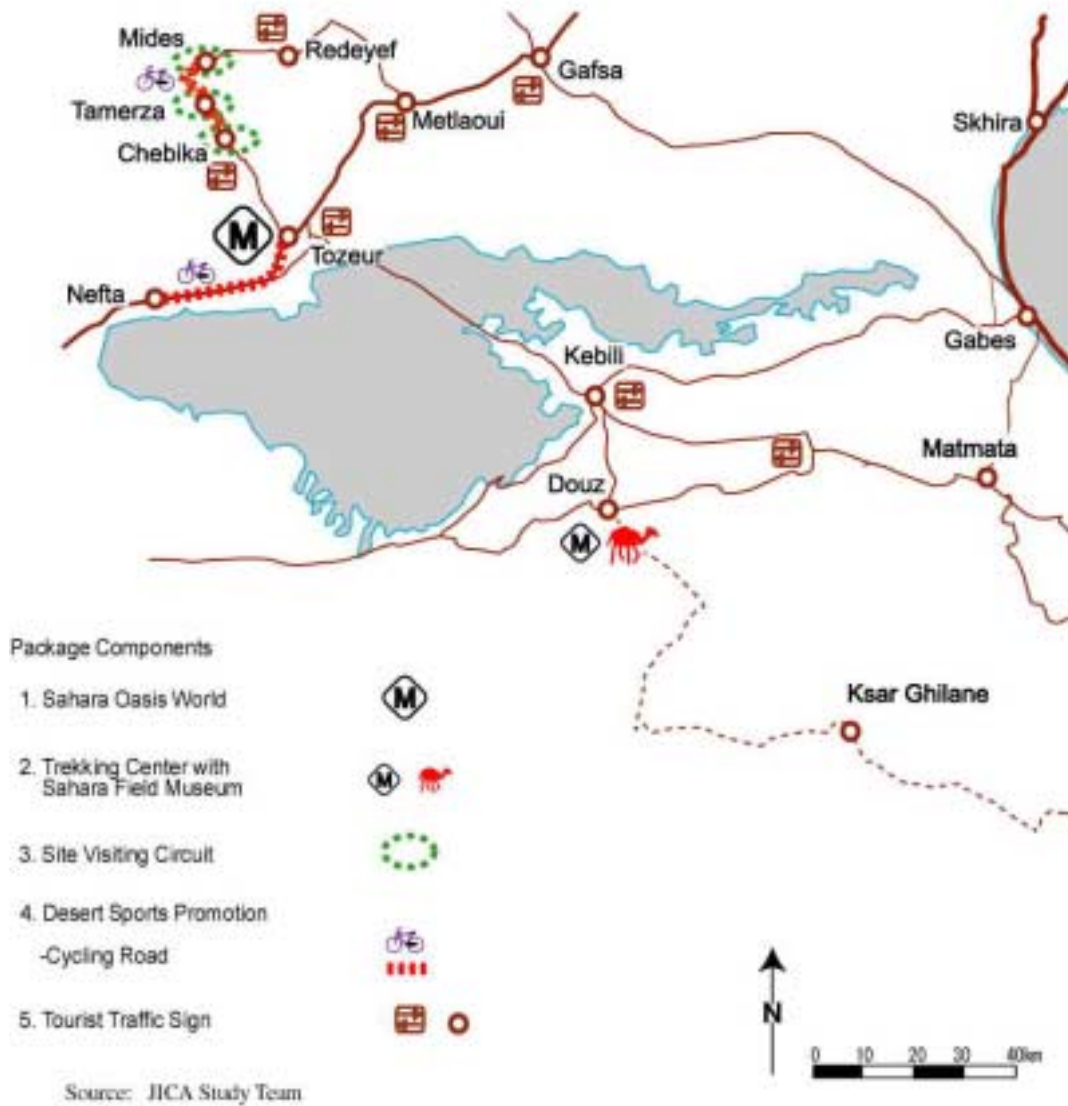 Mides
Redeyef
Gafsa
Tamerza
Metlaoui
Skhira
Chebika
M
Tozeur
Nefta
Gabes
Kebili
Matmata
Douz
M
Package Components
1. Sahara Oasis World
M
Ksar Ghilane
2. Trekking Center with
Sahara Field Museum
M
3. Site Visiting Circuit
4. Desert Sports Promotion
-Cycling Road
5. Tourist Traffic Sign
N
0 10 20 30 40km
Source: JICA Study Team